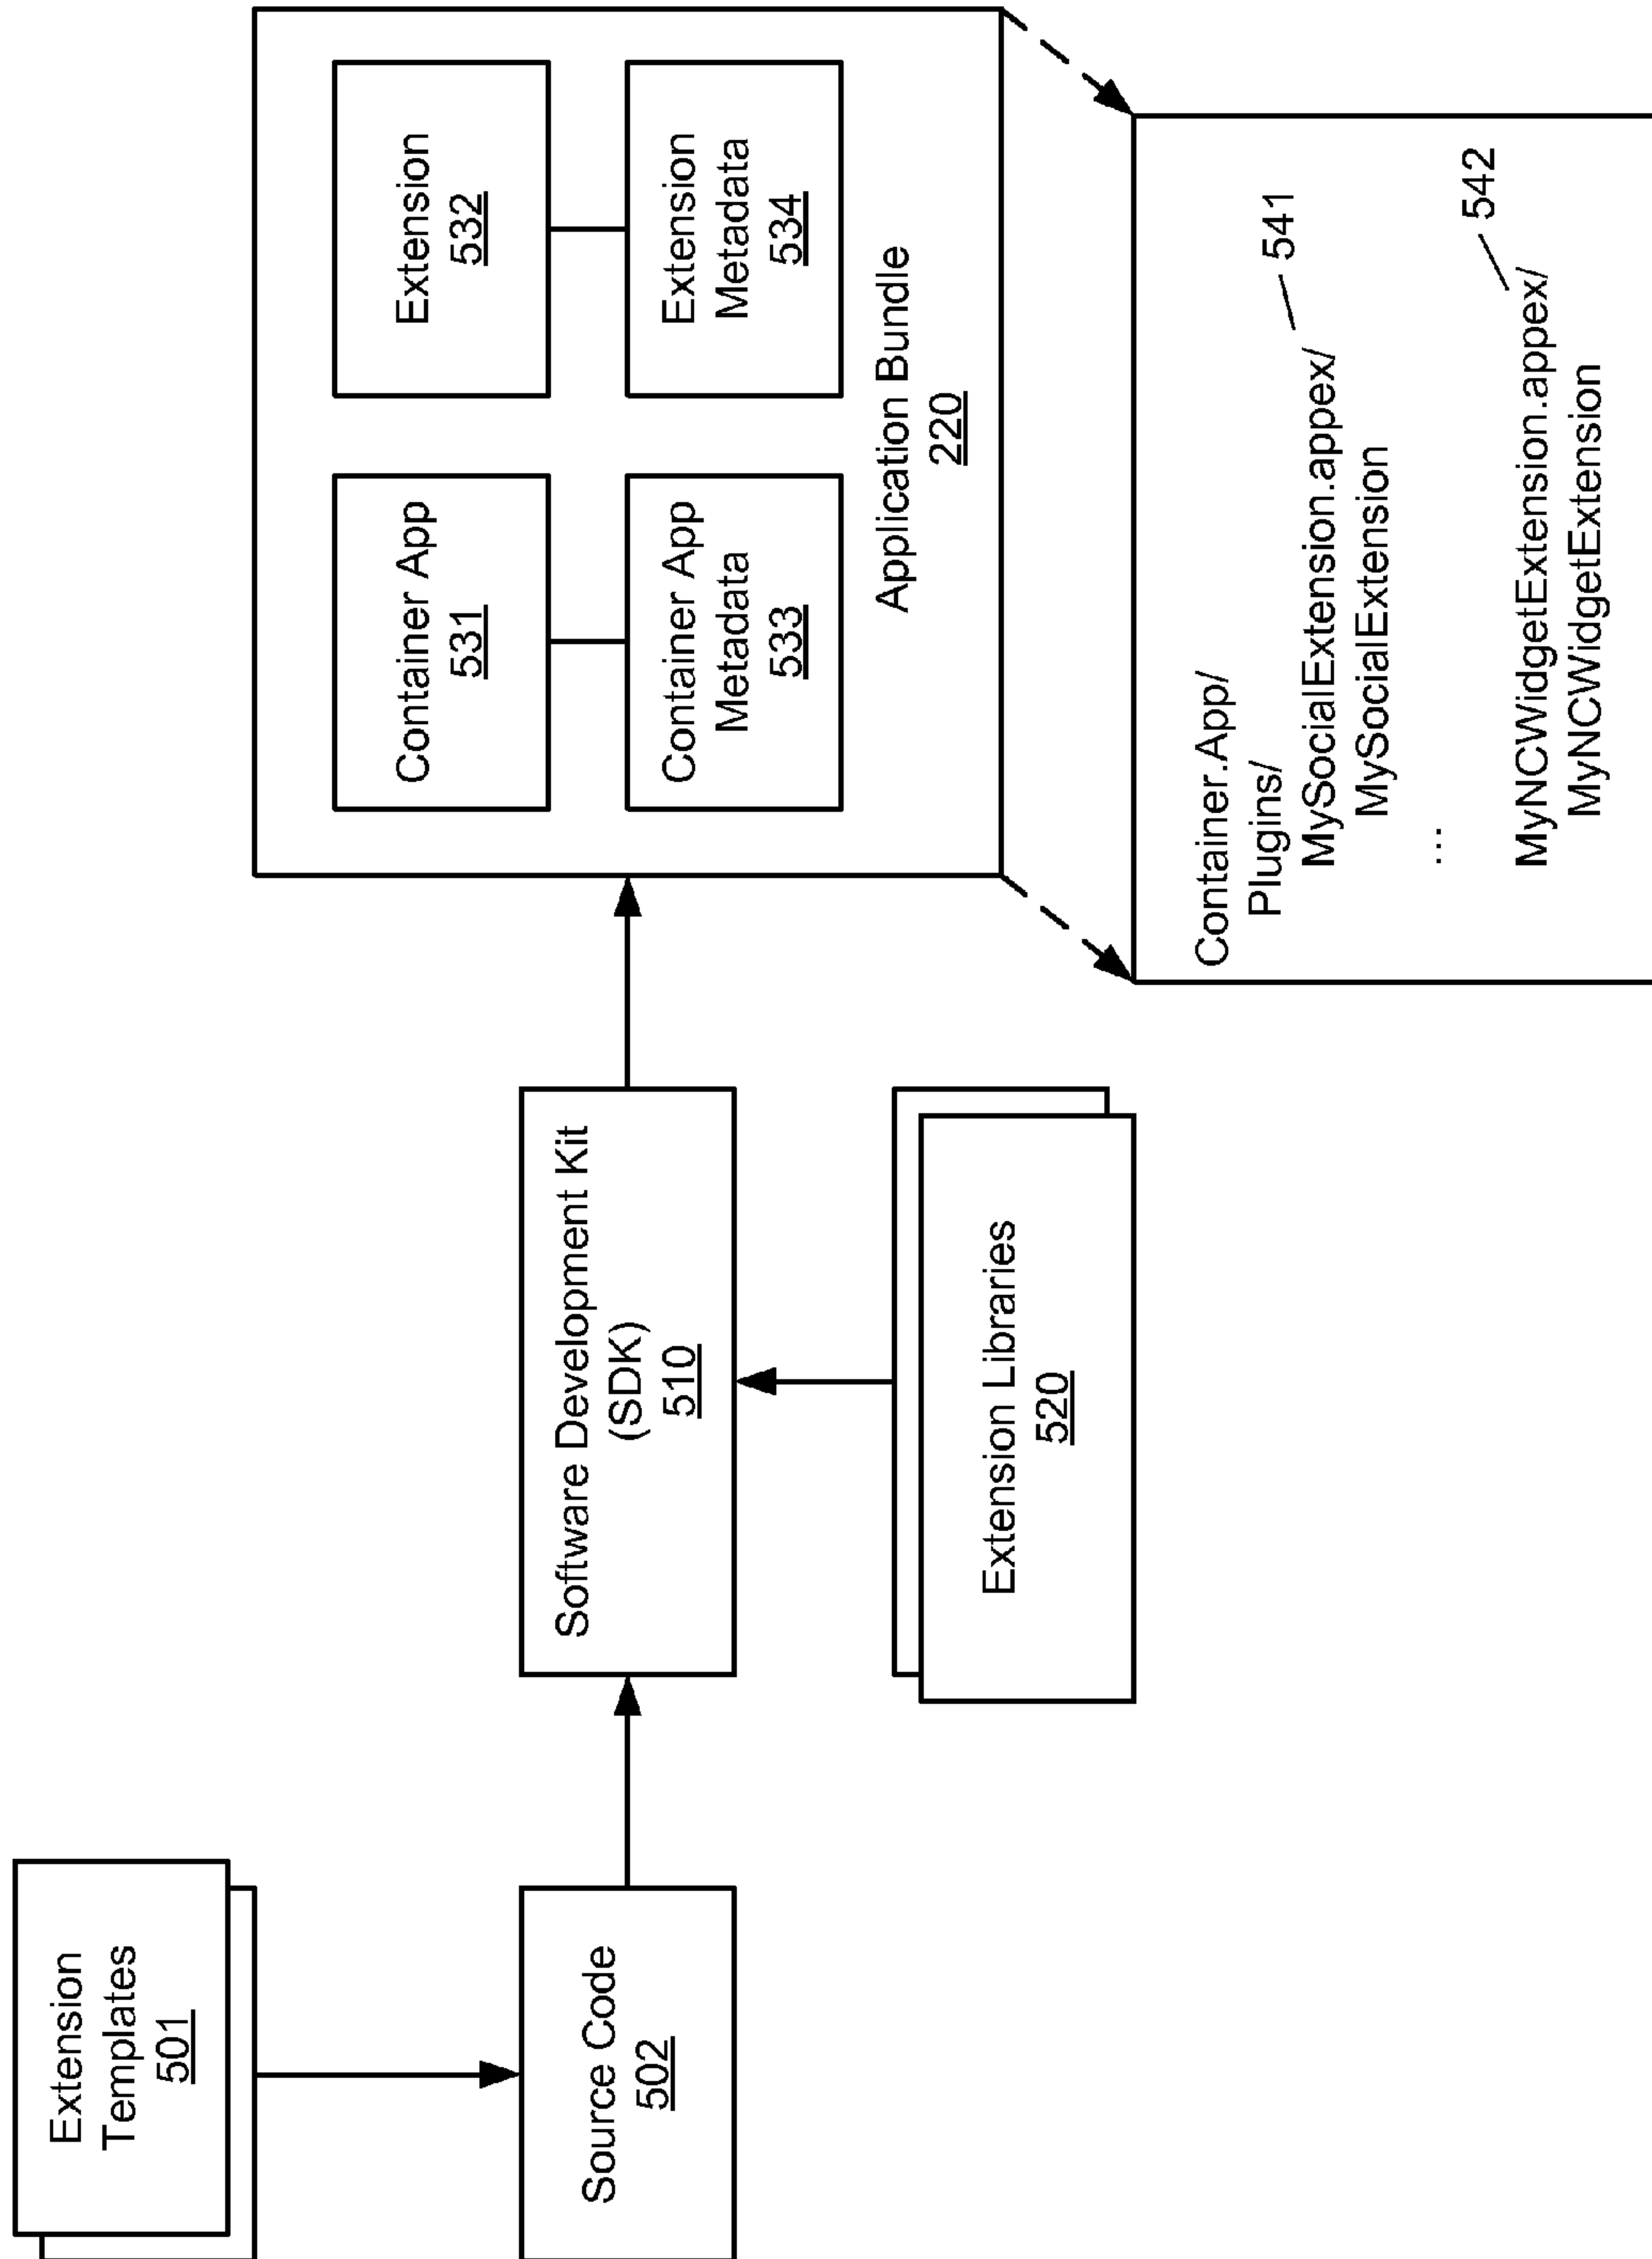 Extension
Templates
501
Source Code
502
Software Development Kit
(SDK)
510
Extension Libraries
520
Container App
531
Extension
532
Container App
Metadata
533
Extension
Metadata
534
Application Bundle
220
Container.App/
Plugins/
MySocialExtension.appex/
541
MySocialExtension
...
542
MyNCWidgetExtension.appex/
MyNCWidgetExtension